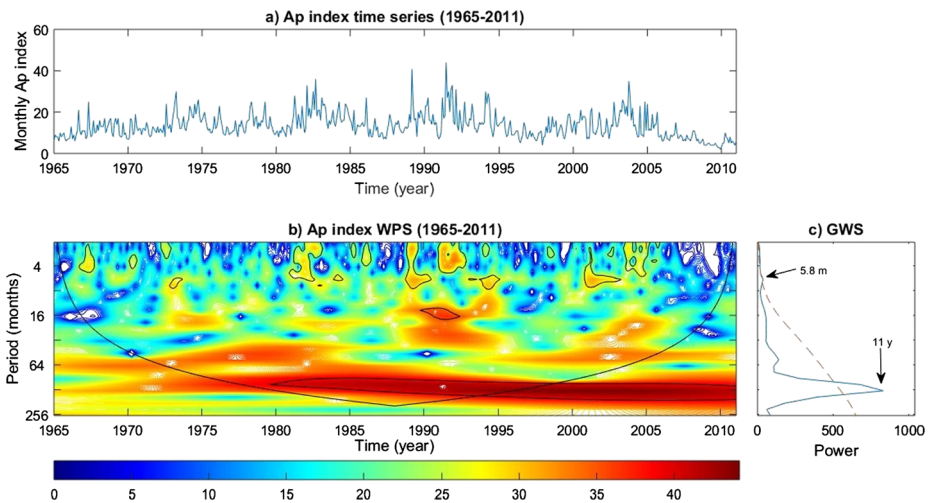 a) Ap index time series (1965-2011)
Monthly Ap index
60
40
20
0
1965 1970 1975 1980 1985 1990 1995 2000 2005 2010
Time (year)
b) Ap index WPS (1965-2011)
Period (months)
4
16
64
256
1965 1970 1975 1980 1985 1990 1995 2000 2005 2010
Time (year)
c) GWS
5.8 m
11 y
0 500 1000
Power
0 5 10 15 20 25 30 35 40